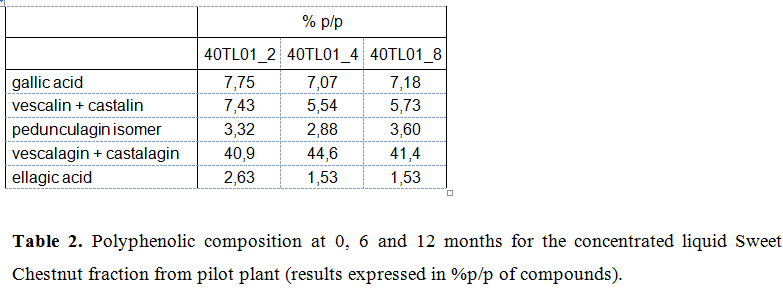 % p/p
40TL01_2 40TL01_4 40TL01_8
gallic acid 7,75 7,07 7,18
vescalin + castalin 7,43 5,54 5,73
pedunculagin isomer 3,32 2,88 3,60
vescalagin + castalagin 40,9 44,6 41,4
ellagic acid 2,63 1,53 1,53
Table 2. Polyphenolic composition at 0, 6 and 12 months for the concentrated liquid Sweet
Chestnut fraction from pilot plant (results expressed in %p/p of compounds).